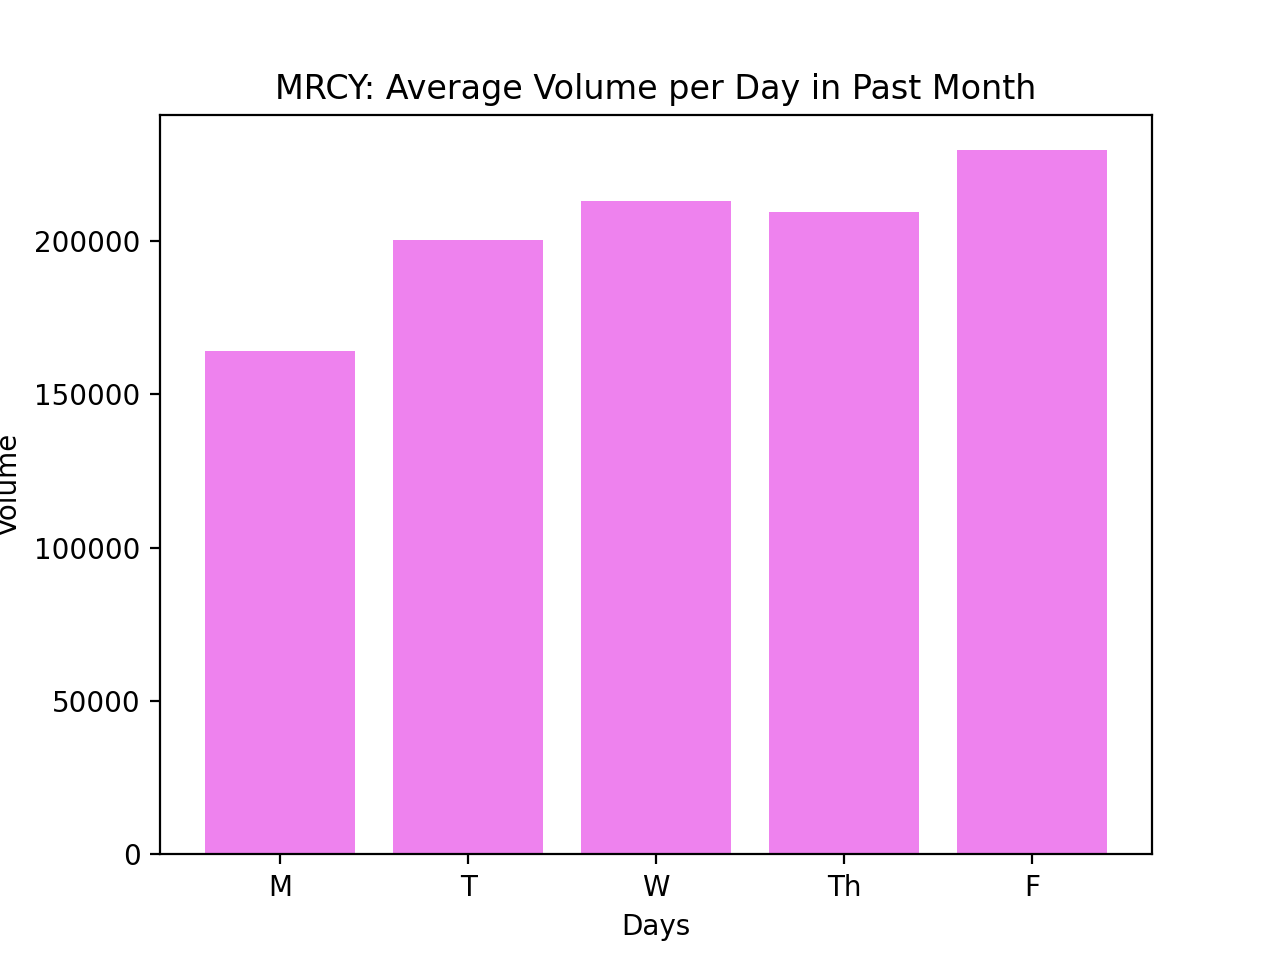 MRCY: Average Volume per Day in Past Month
Volume
200000
150000
100000
50000
0
M T W Th F
Days